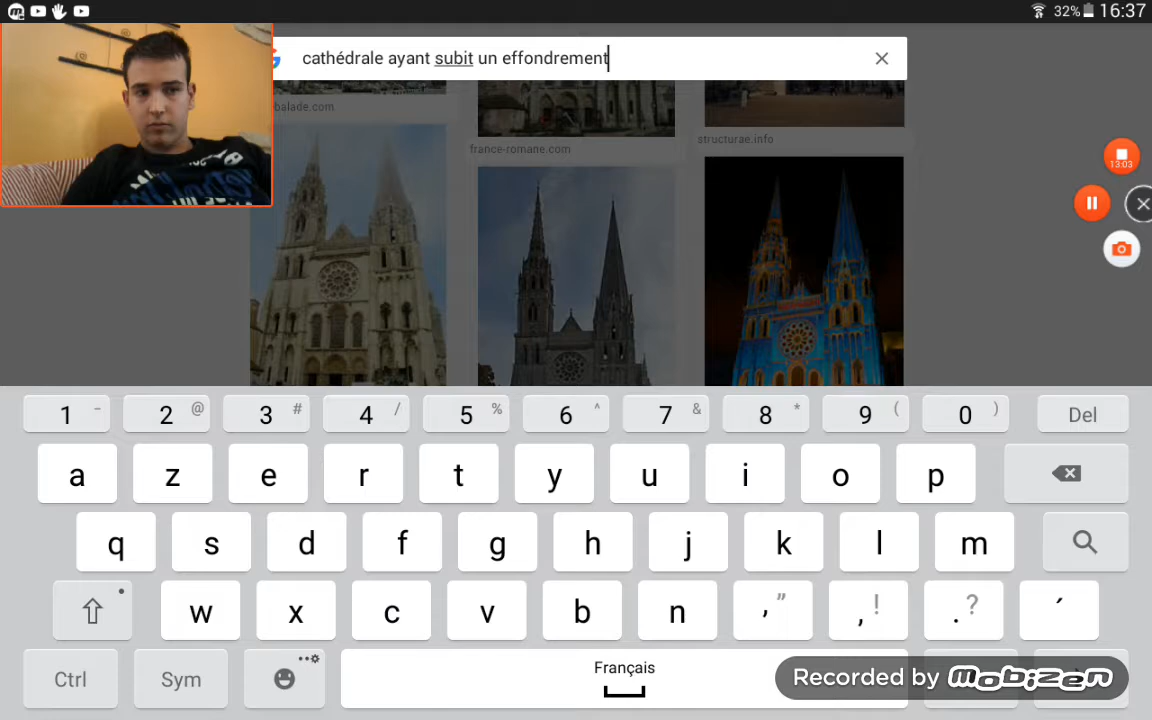 32% 16:37
cathédrale ayant subit un effondrement
balade.com
france-romane.com
structurae.info
13:03
1 - 2 @ 3 # 4 / 5 % 6 ^ 7 & 8 * 9 ( 0 ) Del
a z e r t y u i o p
q s d f g h j k l m
w x c v b n , ” , ! . ? ´
Ctrl Sym Français
Recorded by mobizen